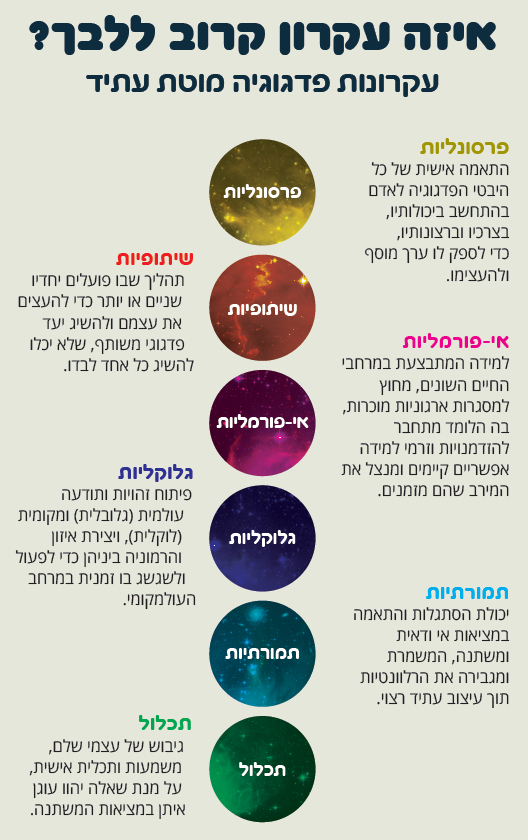 איזה עקרון קרוב ללבך?
עקרונות פדגוגיה מוטת עתיד
פרסונליות
התאמה אישית של כל
היבטי הפדגוגיה לאדם
בהתחשב ביכולותיו,
בצרכיו וברצונותיו,
כדי לספק לו ערך מוסף
ולהעצימו.
פרסונליות
שיתופיות
תהליך שבו פועלים יחדיו
שניים או יותר כדי להעצים
את עצמם ולהשיג יעד
פדגוגי משותף, שלא יכלו
להשיג כל אחד לבדו.
שיתופיות
אי-פורמליות
למידה המתבצעת במרחבי
החיים השונים, מחוץ
למסגרות ארגוניות מוכרות,
בה הלומד מתחבר
להזדמנויות וזרמי למידה
אפשריים קיימים ומנצל את
המירב שהם מזמנים.
אי-פורמליות
גלוקליות
פיתוח זהויות ותודעה
עולמית (גלובלית) ומקומית
(לוקלית), ויצירת איזון
והרמוניה ביניהן כדי לפעול
ולשגשג בו זמנית במרחב
העולמקומי.
גלוקליות
תמורתיות
יכולת הסתגלות והתאמה
במציאות אי ודאית
ומשתנה, המשמרת
ומגבירה את הרלוונטיות
תוך עיצוב עתיד רצוי.
תמורתיות
תכלול
גיבוש של עצמי שלם,
משמעות ותכלית אישית,
על מנת שאלה יהוו עוגן
איתן במציאות המשתנה.
תכלול